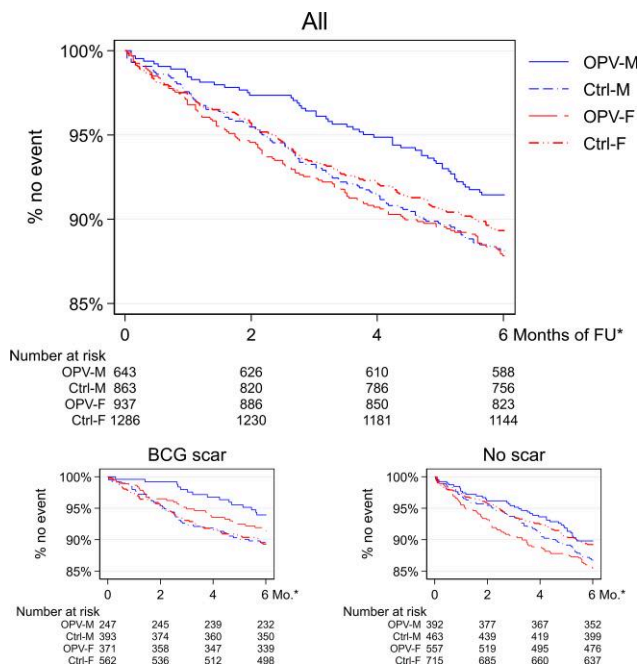 All
100%
95%
90%
85%
% no event
0 2 4 6 Months of FU*
OPV-M
Ctrl-M
OPV-F
Ctrl-F
Number at risk
OPV-M 643 626 610 588
Ctrl-M 863 820 786 756
OPV-F 937 886 850 823
Ctrl-F 1286 1230 1181 1144
BCG scar
100%
95%
90%
85%
% no event
0 2 4 6 Mo.*
Number at risk
OPV-M 247 245 239 232
Ctrl-M 393 374 360 350
OPV-F 371 358 347 339
Ctrl-F 562 536 512 498
No scar
100%
95%
90%
85%
% no event
0 2 4 6 Mo.*
Number at risk
OPV-M 392 377 367 352
Ctrl-M 463 439 419 399
OPV-F 557 519 495 476
Ctrl-F 715 685 660 637